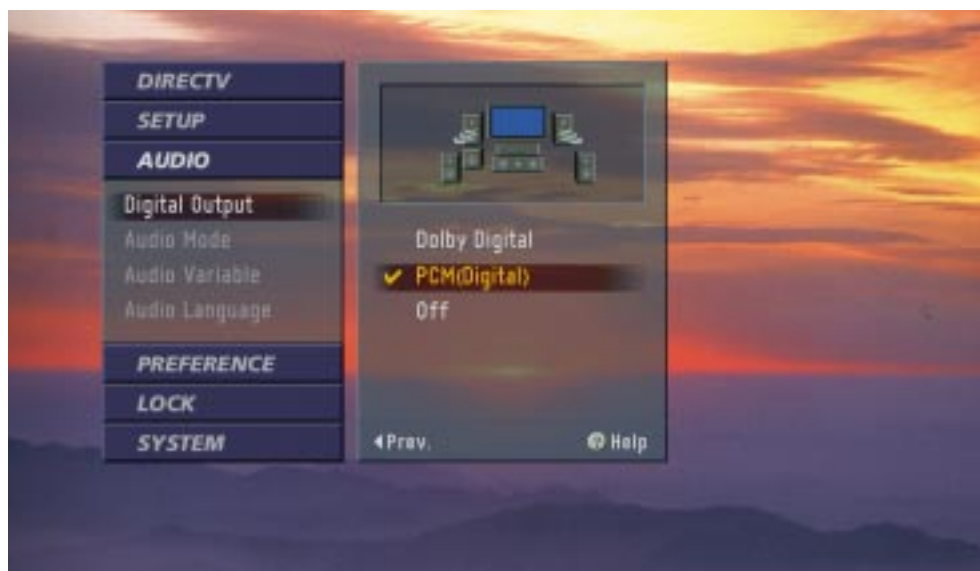 DIRECTV
SETUP
AUDIO
Digital Output
Audio Mode
Audio Variable
Audio Language
PREFERENCE
LOCK
SYSTEM
Dolby Digital
✔ PCM(Digital)
Off
◀Prev.
Help